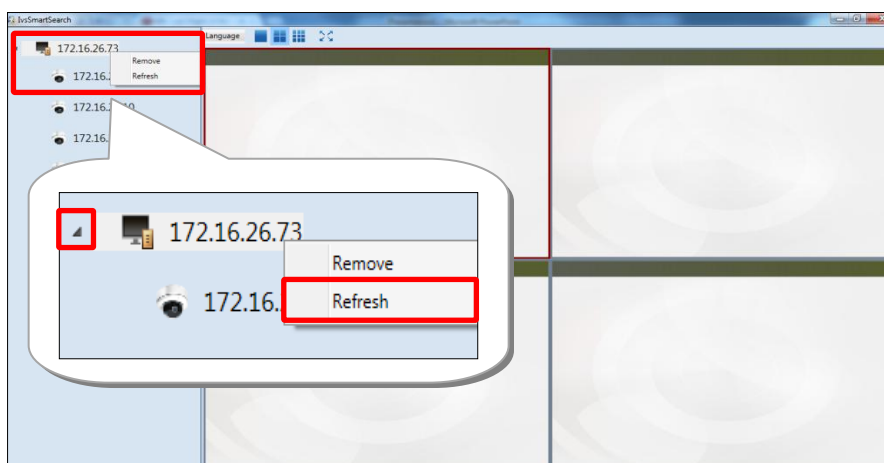 IvsSmartSearch
Language
172.16.26.73
Remove
172.16.
Refresh
172.16.
172.16.
172.16.26.73
Remove
172.16.
Refresh